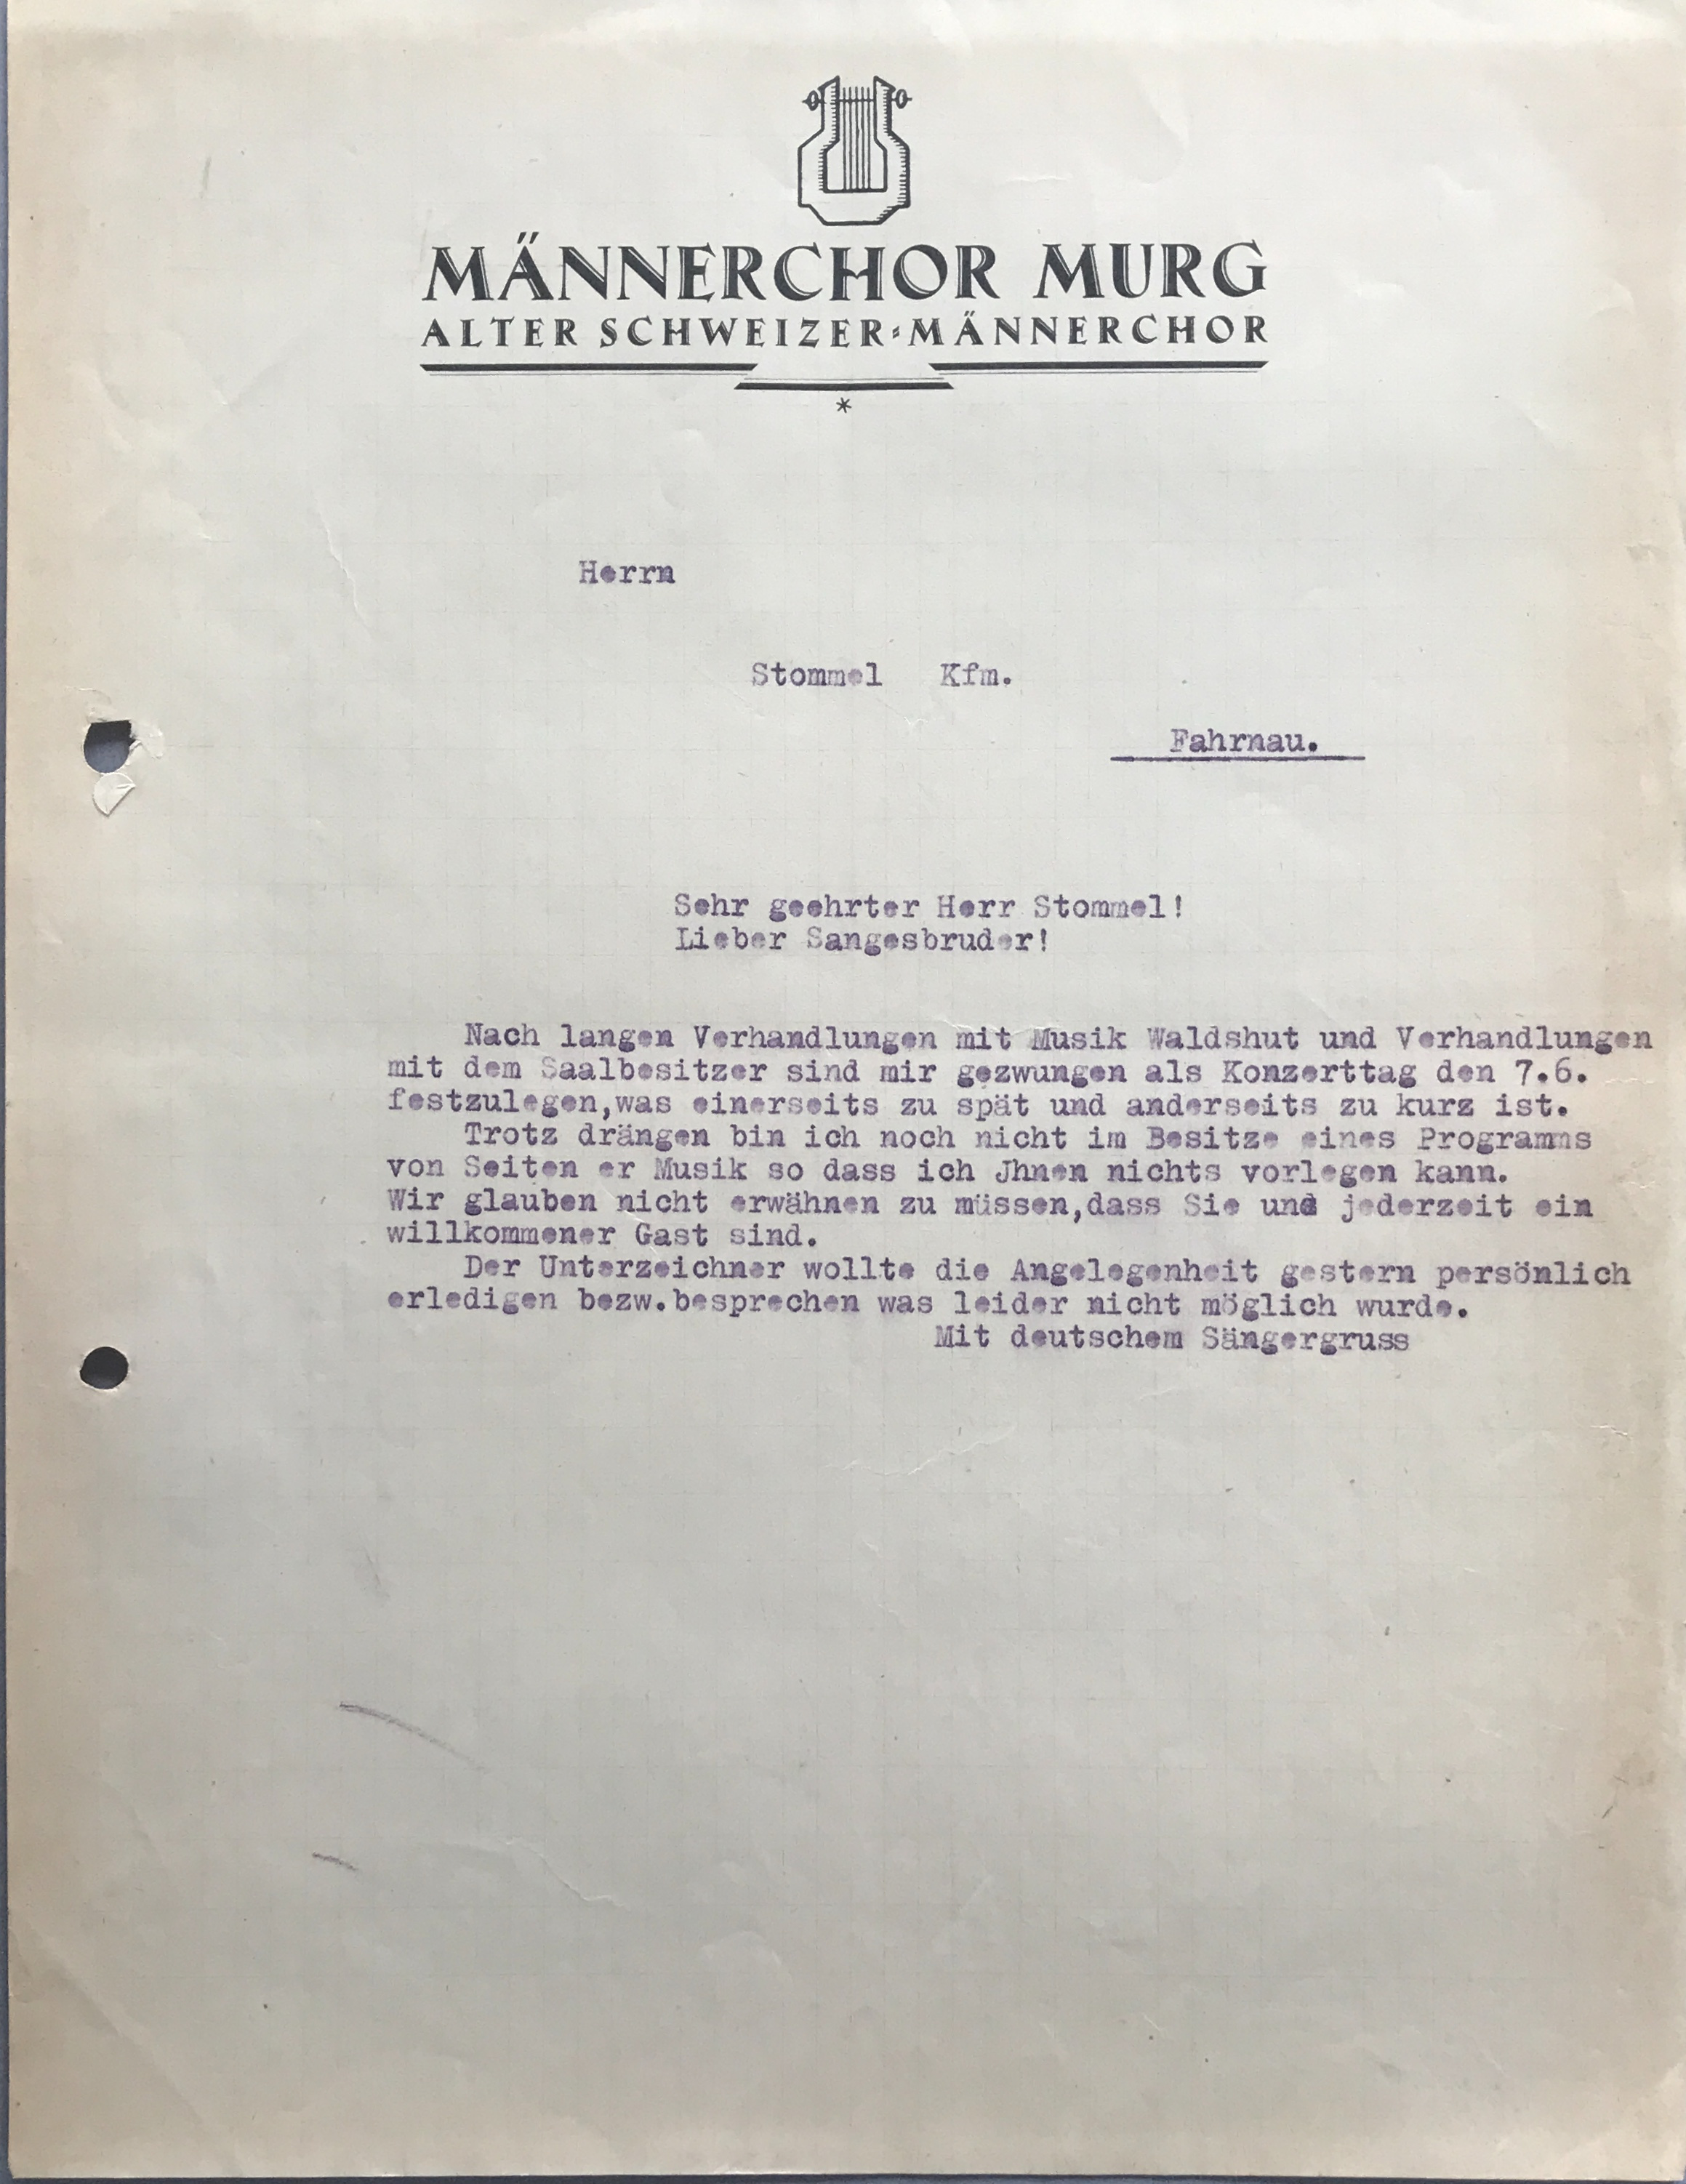 MÄNNERCHOR MURG
ALTER SCHWEIZER-MÄNNERCHOR
*
Herrn
Stommel Kfm.
Fahrnau.
Sehr geehrter Herr Stommel!
Lieber Sangesbruder!
Nach langen Verhandlungen mit Musik Waldshut und Verhandlungen
mit dem Saalbesitzer sind mir gezwungen als Konzerttag den 7.6.
festzulegen,was einerseits zu spät und anderseits zu kurz ist.
Trotz drängen bin ich noch nicht im Besitze eines Programms
von Seiten er Musik so dass ich Jhnen nichts vorlegen kann.
Wir glauben nicht erwähnen zu müssen,dass Sie uns jederzeit ein
willkommener Gast sind.
Der Unterzeichner wollte die Angelegenheit gestern persönlich
erledigen bezw.besprechen was leider nicht möglich wurde.
Mit deutschem Sängergruss